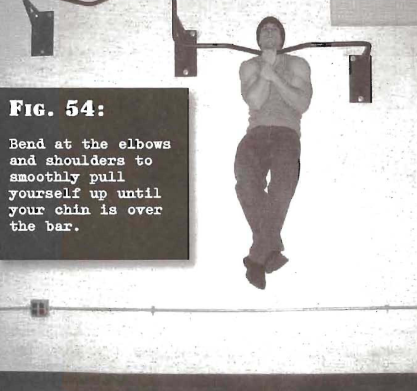 FIG. 54:
Bend at the elbows
and shoulders to
smoothly pull
yourself up until
your chin is over
the bar.